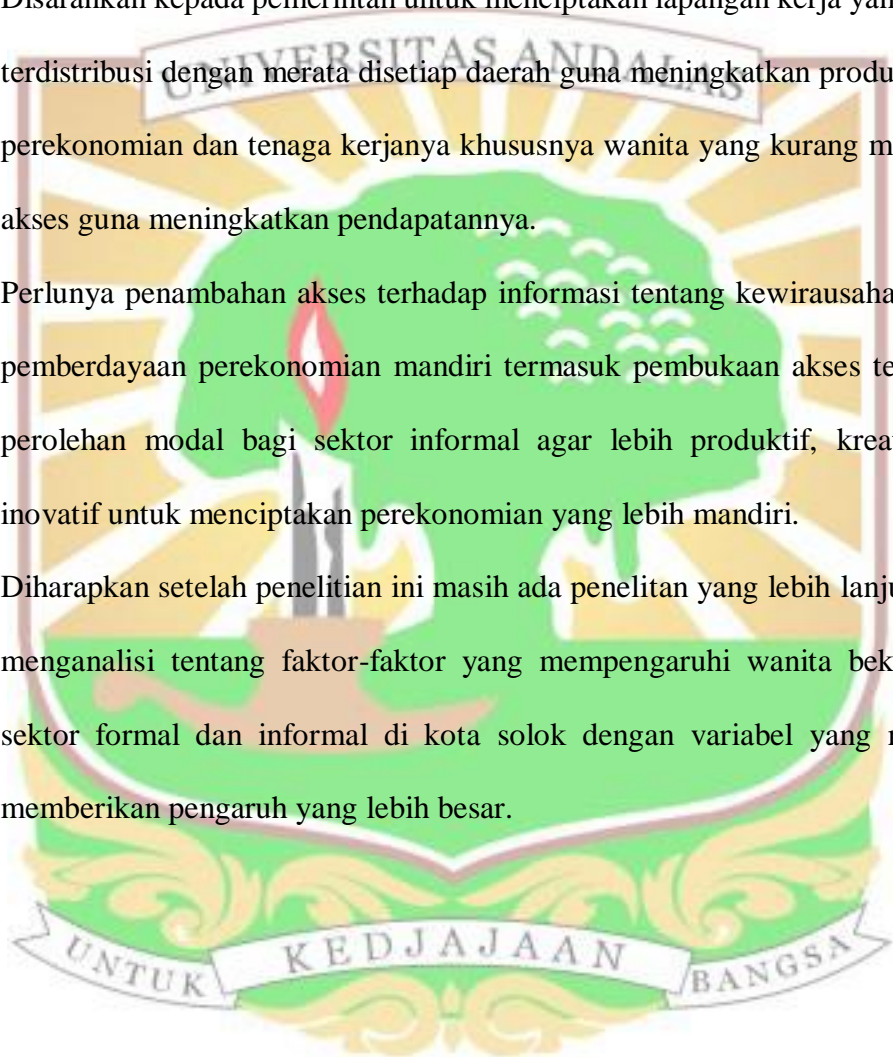 Disarankan kepada pemerintah untuk menciptakan lapangan kerja yan
UNIVERSITAS ANDALAS
terdistribusi dengan merata disetiap daerah guna meningkatkan produ
perekonomian dan tenaga kerjanya khususnya wanita yang kurang m
akses guna meningkatkan pendapatannya.
Perlunya penambahan akses terhadap informasi tentang kewirausaha
pemberdayaan perekonomian mandiri termasuk pembukaan akses te
perolehan modal bagi sektor informal agar lebih produktif, krea
inovatif untuk menciptakan perekonomian yang lebih mandiri.
Diharapkan setelah penelitian ini masih ada penelitan yang lebih lanju
menganalisi tentang faktor-faktor yang mempengaruhi wanita bek
sektor formal dan informal di kota solok dengan variabel yang
memberikan pengaruh yang lebih besar.
UNTUK KEDJAJAAN BANGSA